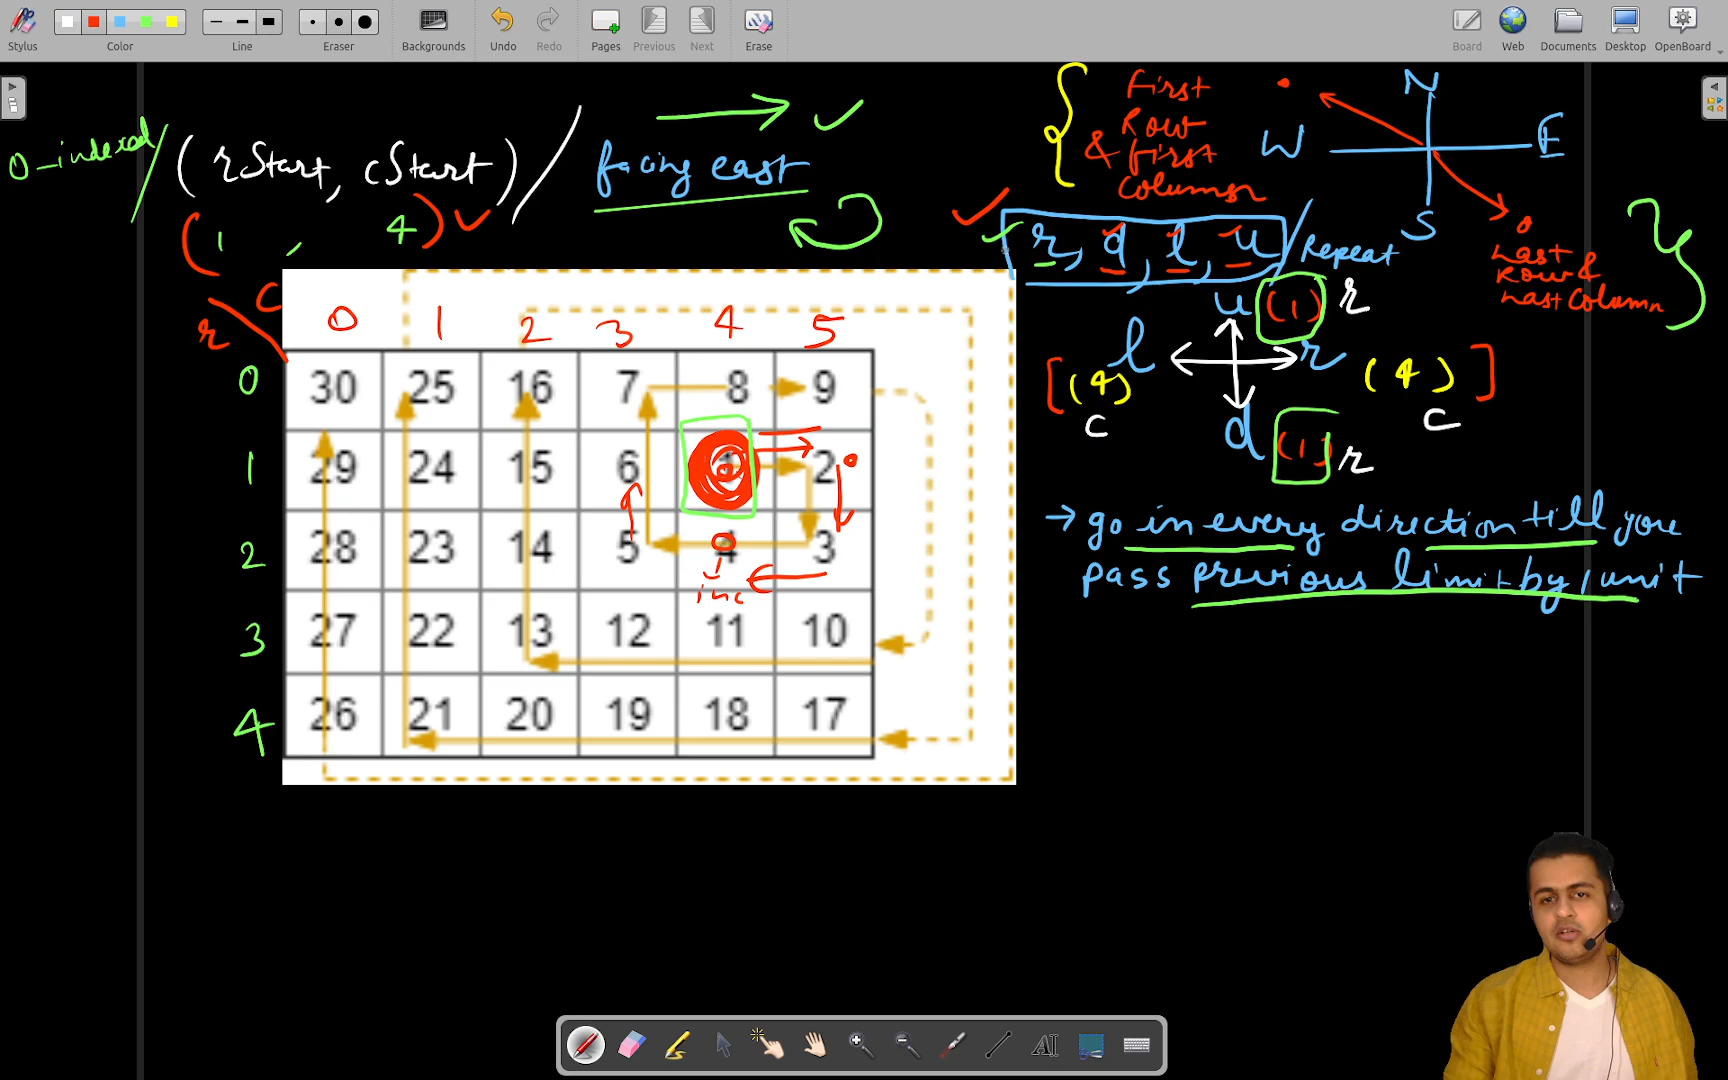 Stylus
Color
Line
Eraser
Backgrounds
Undo
Redo
Pages
Previous
Next
Erase
Board
Web
Documents
Desktop
OpenBoard
0-indexed
(rStart, cStart)
facing east
(1, 4)
First
Row
& First
Column
N
W E
S
Last
Row &
Last Column
r, d, l, u
Repeat
u (1) r
l r
[(4) (4)]
c c
d (1) r
→ go in every direction till you
pass previous limit by 1 unit
c
r
0 1 2 3 4 5
0 30 25 16 7 8 9
1 29 24 15 6 1 2
2 28 23 14 5 4 3
inc
3 27 22 13 12 11 10
4 26 21 20 19 18 17
AI